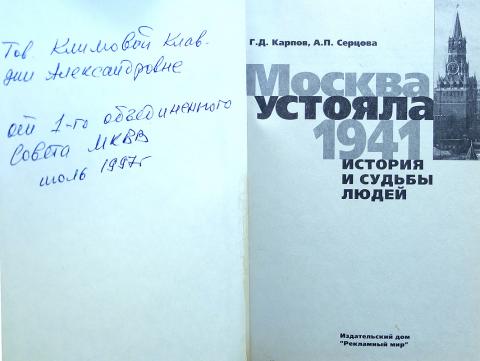 Тов. Климовой Клав-
дии Александровне
от 1-го объединенного
Совета МКВВ
июль 1997г
Г.Д. Карпов, А.П. Серцова
Москва
устояла
1941
история
и судьбы
людей
Издательский дом
"Рекламный мир"